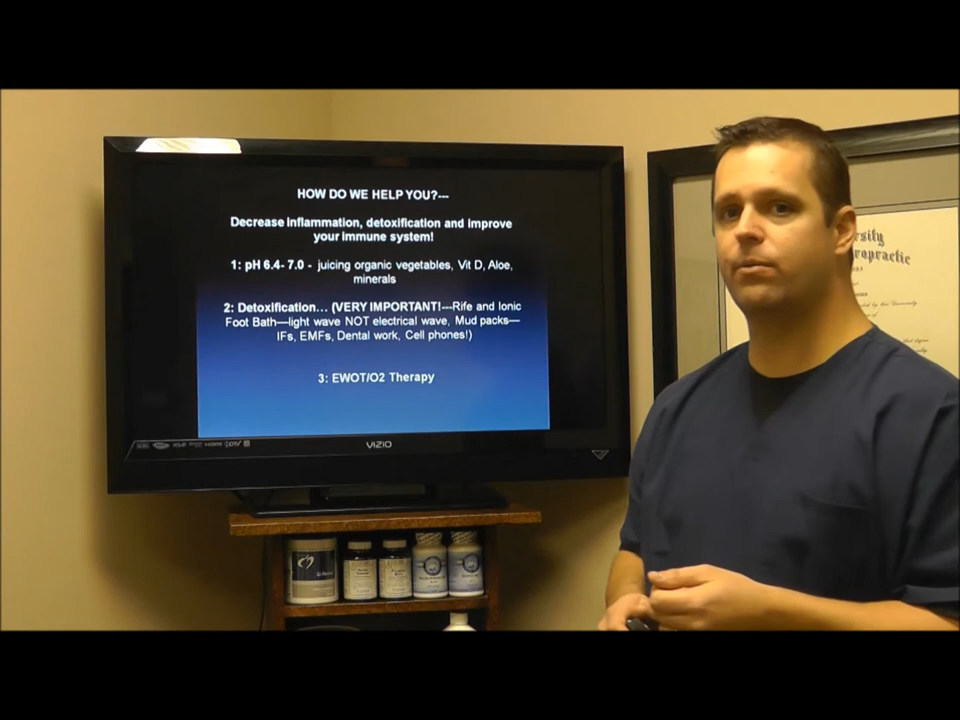 HOW DO WE HELP YOU?---
Decrease inflammation, detoxification and improve
your immune system!
1: pH 6.4- 7.0 - juicing organic vegetables, Vit D, Aloe,
minerals
2: Detoxification… (VERY IMPORTANT!---Rife and Ionic
Foot Bath—light wave NOT electrical wave, Mud packs—
IFs, EMFs, Dental work, Cell phones!)
3: EWOT/O2 Therapy
VIZIO
rsity
ropractic